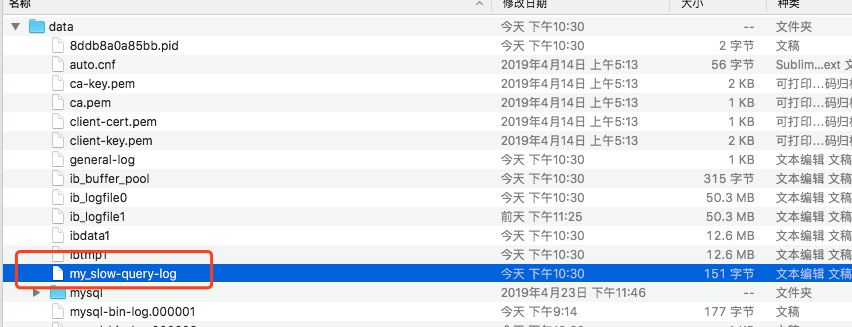 名称 修改日期 大小 种类
data 今天 下午10:30 -- 文件夹
8ddb8a0a85bb.pid 今天 下午10:30 2 字节 文稿
auto.cnf 2019年4月14日 上午5:13 56 字节 Sublim...ext 文
ca-key.pem 2019年4月14日 上午5:13 2 KB 可打印...码归档
ca.pem 2019年4月14日 上午5:13 1 KB 可打印...码归档
client-cert.pem 2019年4月14日 上午5:13 1 KB 可打印...码归档
client-key.pem 2019年4月14日 上午5:13 2 KB 可打印...码归档
general-log 今天 下午10:30 1 KB 文本编辑 文稿
ib_buffer_pool 今天 下午10:30 315 字节 文本编辑 文稿
ib_logfile0 今天 下午10:30 50.3 MB 文本编辑 文稿
ib_logfile1 前天 下午11:25 50.3 MB 文本编辑 文稿
ibdata1 今天 下午10:30 12.6 MB 文本编辑 文稿
ibtmp1 今天 下午10:30 12.6 MB 文本编辑 文稿
my_slow-query-log 今天 下午10:30 151 字节 文本编辑 文稿
mysql 2019年4月23日 下午11:46 -- 文件夹
mysql-bin-log.000001 今天 下午9:14 177 字节 文稿